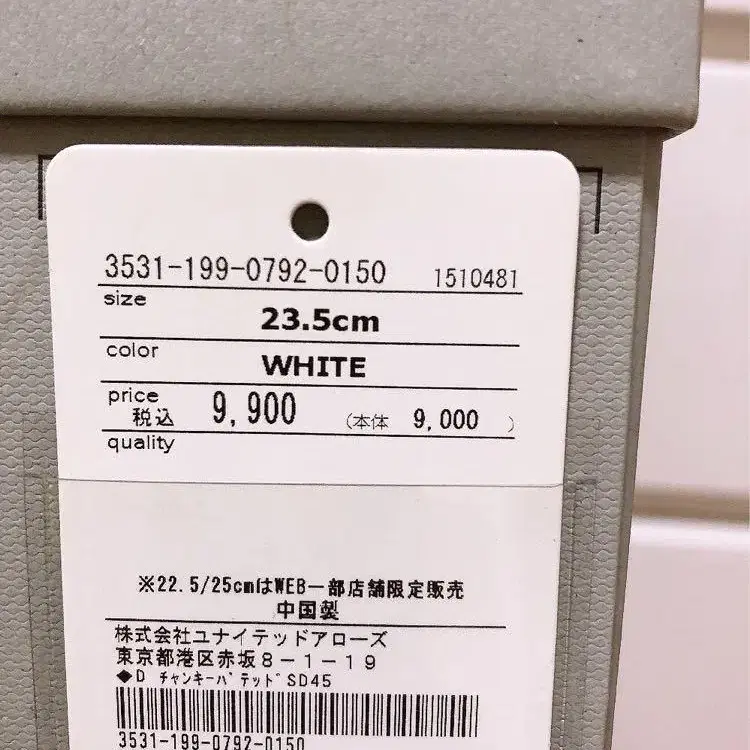 3531-199-0792-0150 1510481
size
23.5cm
color
WHITE
price
税込 9,900 (本体 9,000 )
quality
※22.5/25cmはWEB一部店舗限定販売
中国製
株式会社ユナイテッドアローズ
東京都港区赤坂8-1-19
◆D チャンキーパテッドSD45
3531-199-0792-0150